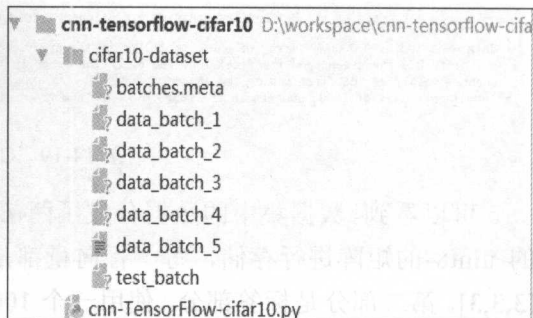 cnn-tensorflow-cifar10 D:\workspace\cnn-tensorflow-cifa
cifar10-dataset
batches.meta
data_batch_1
data_batch_2
data_batch_3
data_batch_4
data_batch_5
test_batch
cnn-TensorFlow-cifar10.py